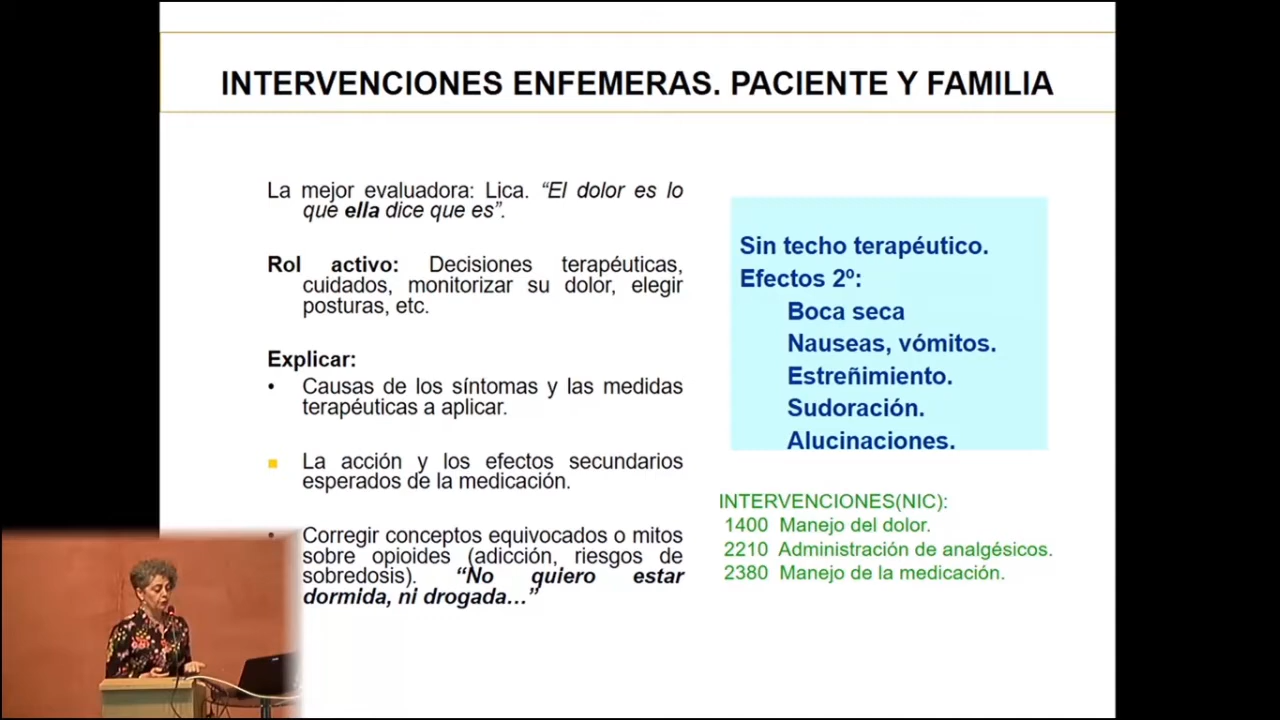 INTERVENCIONES ENFEMERAS. PACIENTE Y FAMILIA
La mejor evaluadora: Lica. “El dolor es lo
que ella dice que es”.
Rol activo: Decisiones terapéuticas,
cuidados, monitorizar su dolor, elegir
posturas, etc.
Explicar:
• Causas de los síntomas y las medidas
terapéuticas a aplicar.
La acción y los efectos secundarios
esperados de la medicación.
• Corregir conceptos equivocados o mitos
sobre opioides (adicción, riesgos de
sobredosis). “No quiero estar
dormida, ni drogada…”
Sin techo terapéutico.
Efectos 2º:
Boca seca
Nauseas, vómitos.
Estreñimiento.
Sudoración.
Alucinaciones.
INTERVENCIONES(NIC):
1400 Manejo del dolor.
2210 Administración de analgésicos.
2380 Manejo de la medicación.